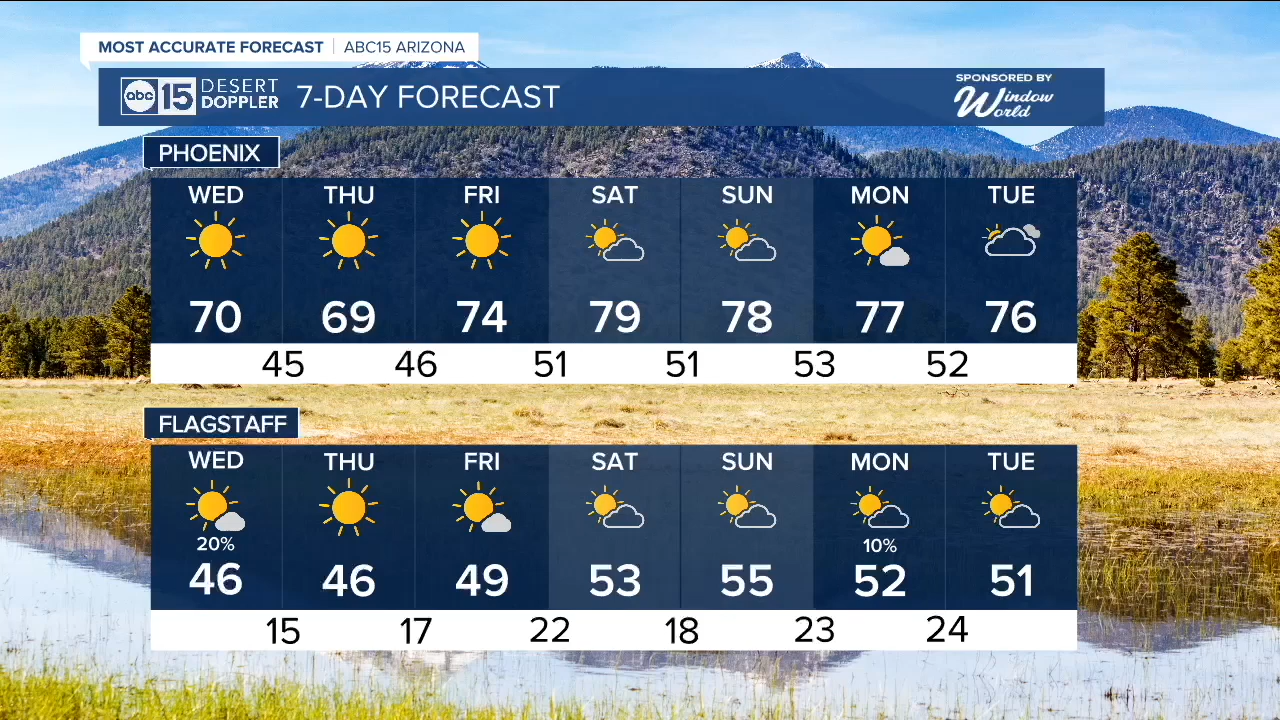 MOST ACCURATE FORECAST | ABC15 ARIZONA
abc 15 DESERT DOPPLER 7-DAY FORECAST
SPONSORED BY
Window World
PHOENIX
WED THU FRI SAT SUN MON TUE
70 69 74 79 78 77 76
45 46 51 51 53 52
FLAGSTAFF
WED THU FRI SAT SUN MON TUE
20% 10%
46 46 49 53 55 52 51
15 17 22 18 23 24